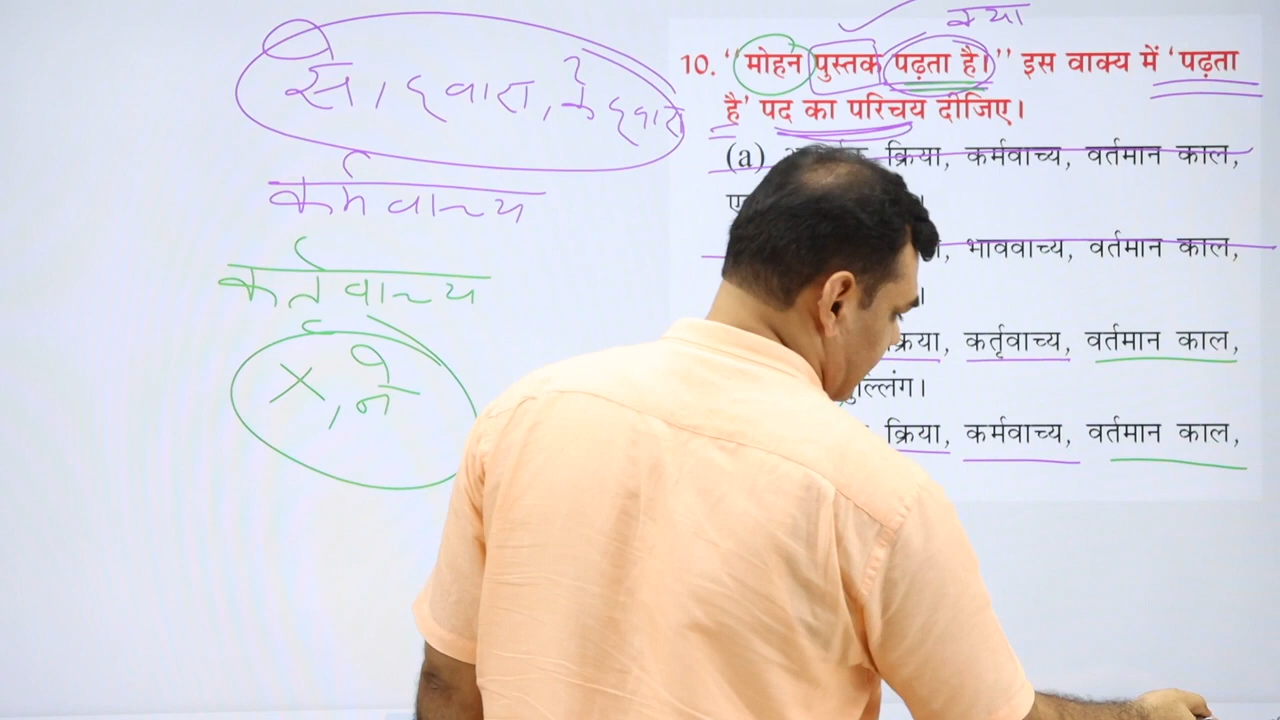 से, द्वारा, के द्वारा
कर्मवाच्य
कर्तृवाच्य
×, ने
क्या
10. "मोहन पुस्तक पढ़ता है।" इस वाक्य में 'पढ़ता
है' पद का परिचय दीजिए।
(a) क्रिया, कर्मवाच्य, वर्तमान काल,
भाववाच्य, वर्तमान काल,
क्रिया, कर्तृवाच्य, वर्तमान काल,
पुल्लिंग।
क्रिया, कर्मवाच्य, वर्तमान काल,